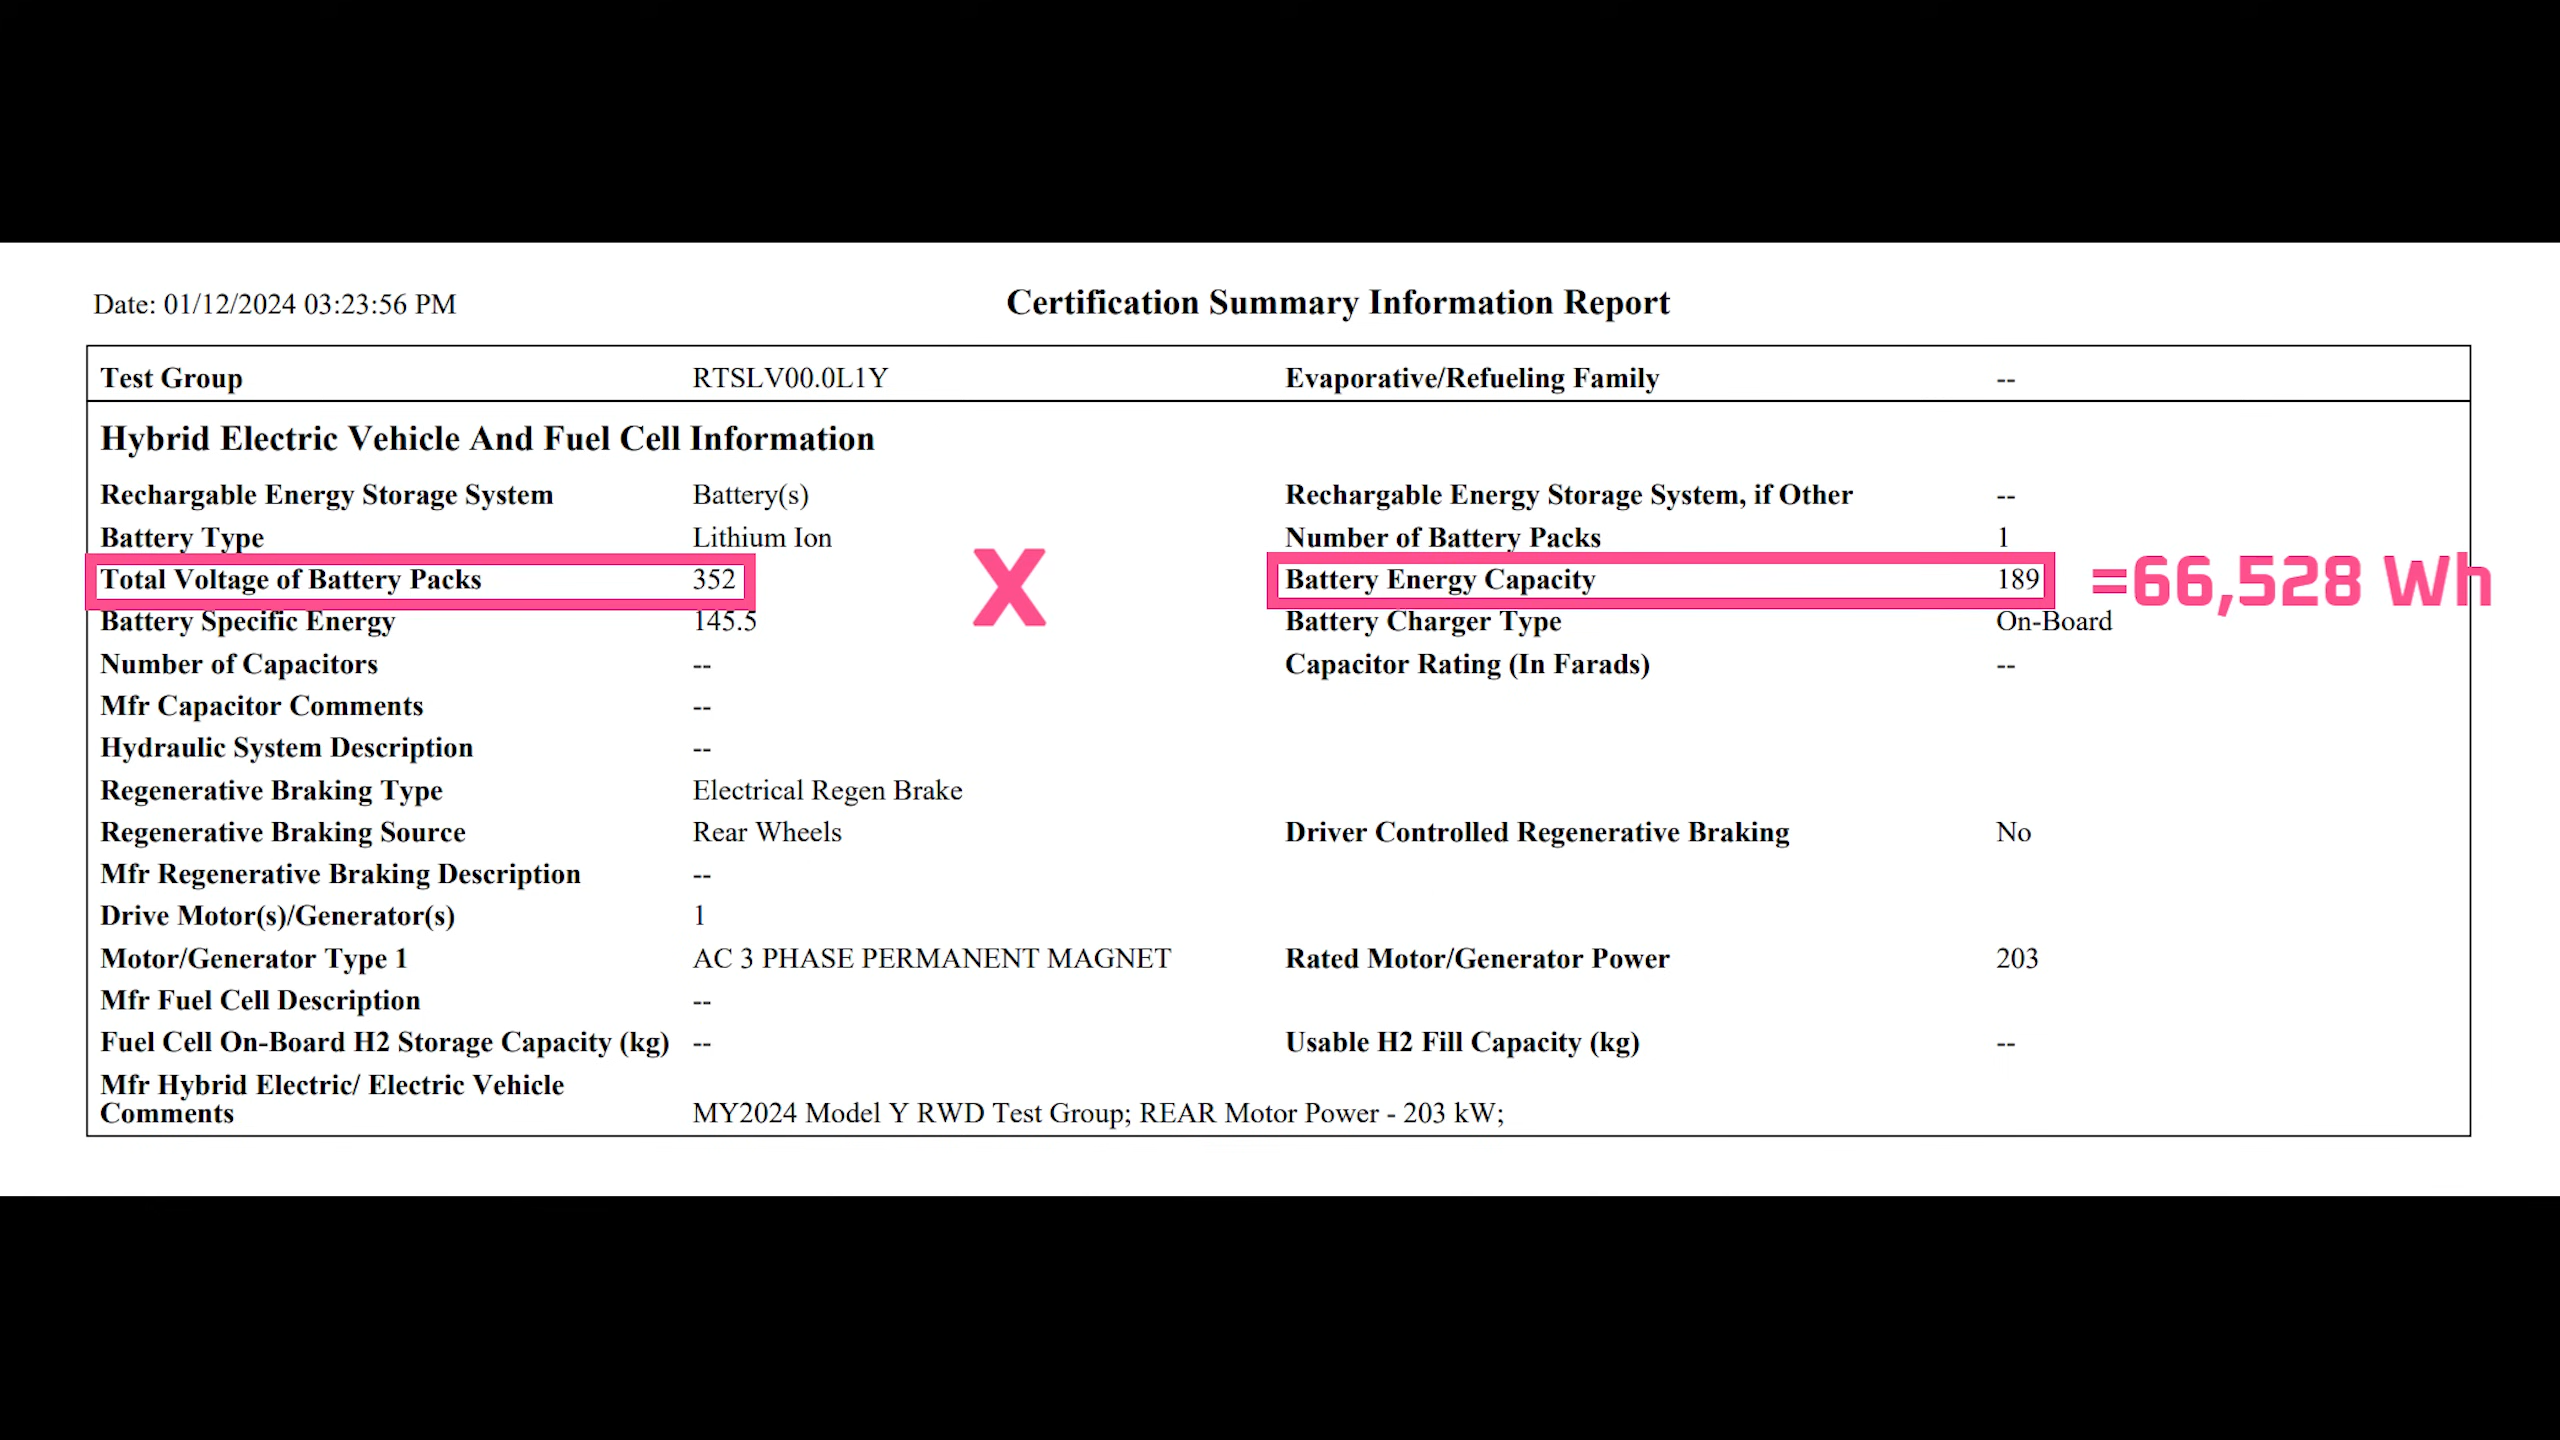 Date: 01/12/2024 03:23:56 PM Certification Summary Information Report
Test Group RTSLV00.0L1Y Evaporative/Refueling Family --
Hybrid Electric Vehicle And Fuel Cell Information
Rechargable Energy Storage System Battery(s) Rechargable Energy Storage System, if Other --
Battery Type Lithium Ion Number of Battery Packs 1
Total Voltage of Battery Packs 352 X Battery Energy Capacity 189 =66,528 Wh
Battery Specific Energy 145.5 Battery Charger Type On-Board
Number of Capacitors -- Capacitor Rating (In Farads) --
Mfr Capacitor Comments --
Hydraulic System Description --
Regenerative Braking Type Electrical Regen Brake
Regenerative Braking Source Rear Wheels Driver Controlled Regenerative Braking No
Mfr Regenerative Braking Description --
Drive Motor(s)/Generator(s) 1
Motor/Generator Type 1 AC 3 PHASE PERMANENT MAGNET Rated Motor/Generator Power 203
Mfr Fuel Cell Description --
Fuel Cell On-Board H2 Storage Capacity (kg) -- Usable H2 Fill Capacity (kg) --
Mfr Hybrid Electric/ Electric Vehicle
Comments MY2024 Model Y RWD Test Group; REAR Motor Power - 203 kW;